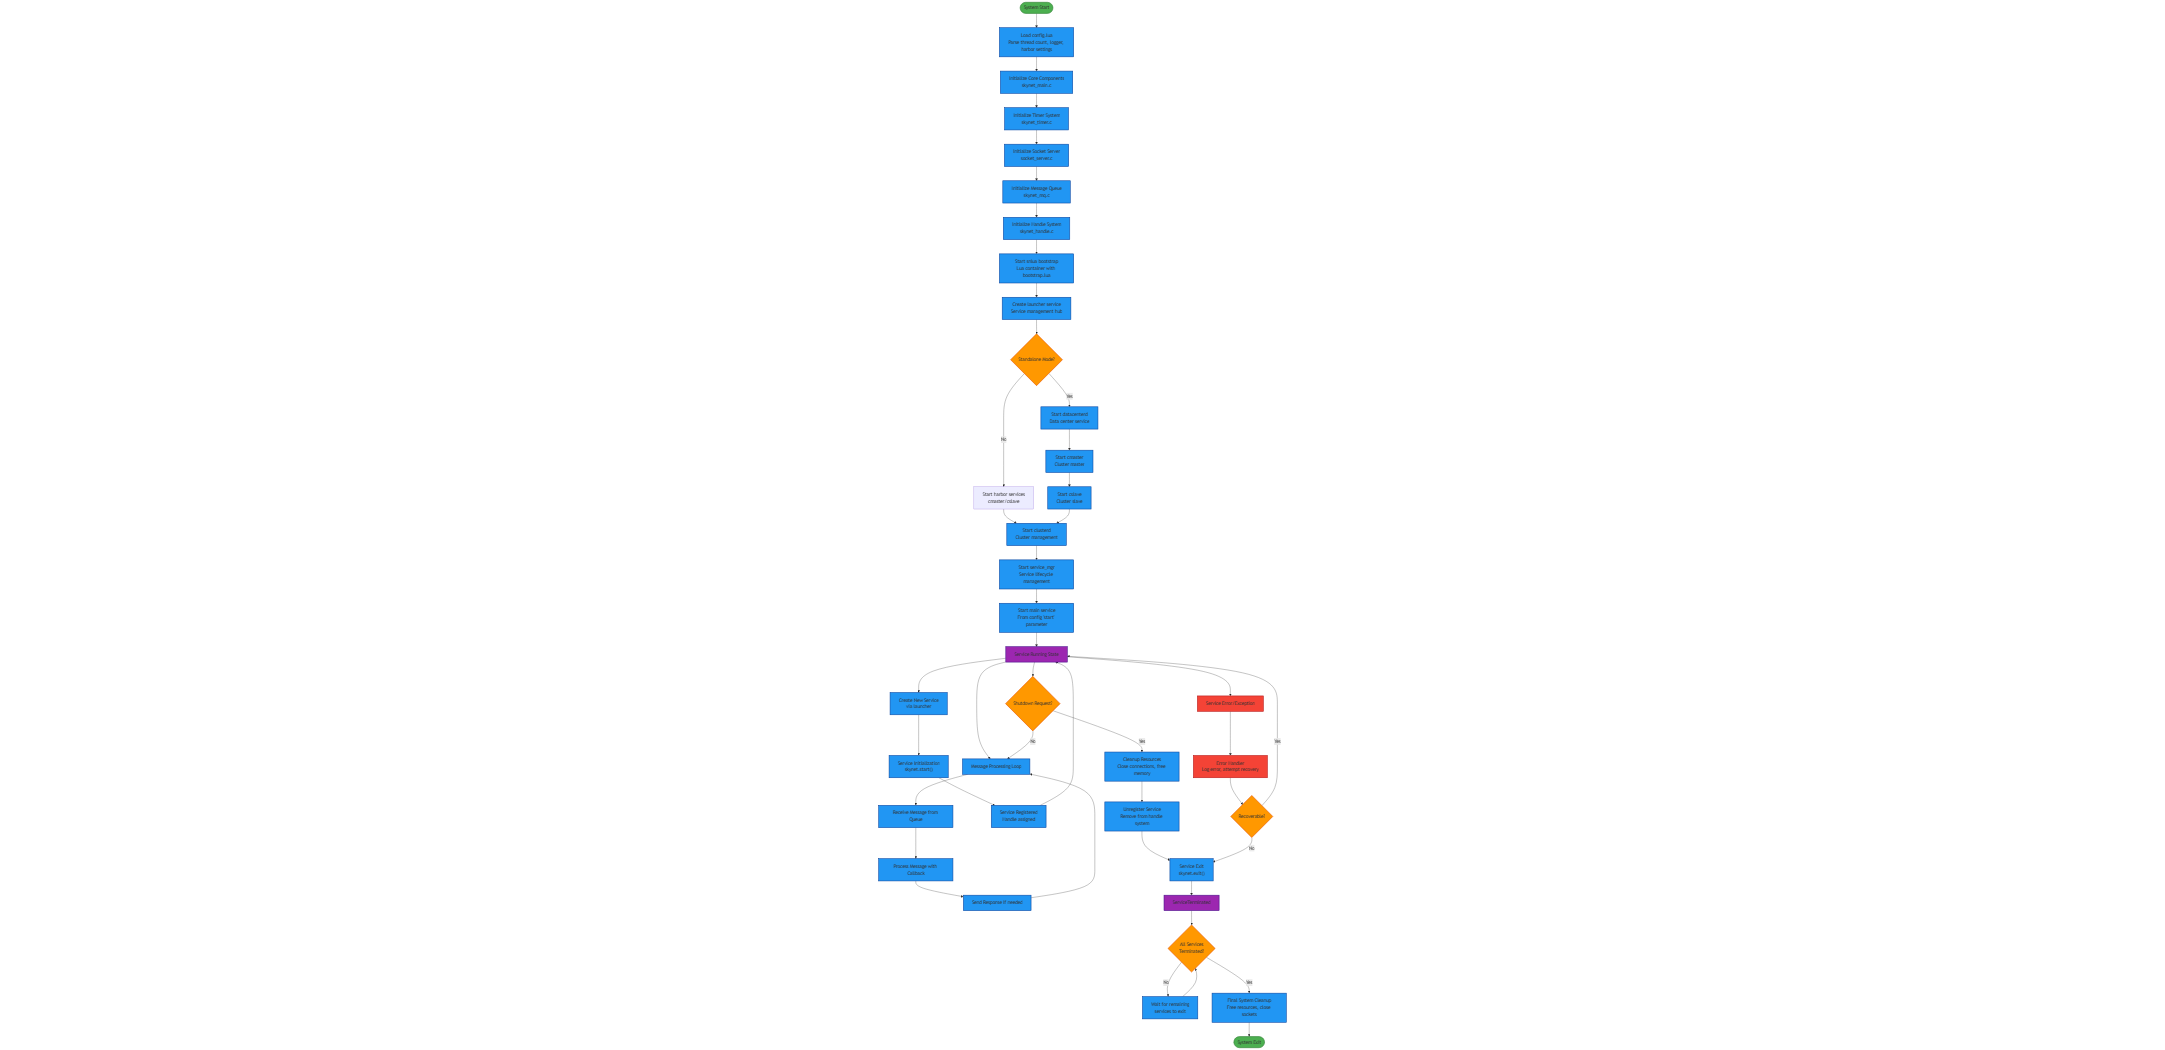 System Start
Load config.lua
Parse thread count, logger,
harbor settings
Initialize Core Components
skynet_main.c
Initialize Timer System
skynet_timer.c
Initialize Socket Server
socket_server.c
Initialize Message Queue
skynet_mq.c
Initialize Handle System
skynet_handle.c
Start snlua bootstrap
Lua container with
bootstrap.lua
Create launcher service
Service management hub
Standalone Mode?
Yes
Start datacenterd
Data center service
No
Start cmaster
Cluster master
Start harbor services
cmaster/cslave
Start cslave
Cluster slave
Start clusterd
Cluster management
Start service_mgr
Service lifecycle
management
Start main service
From config 'start'
parameter
Service Running State
Create New Service
via launcher
Shutdown Request?
Service Error/Exception
No
Yes
Yes
Service Initialization
skynet.start()
Message Processing Loop
Cleanup Resources
Close connections, free
memory
Error Handler
Log error, attempt recovery
Receive Message from
Queue
Service Registered
Handle assigned
Unregister Service
Remove from handle
system
Recoverable?
No
Process Message with
Callback
Service Exit
skynet.exit()
Send Response if needed
Service Terminated
All Services
Terminated?
No
Yes
Wait for remaining
services to exit
Final System Cleanup
Free resources, close
sockets
System Exit